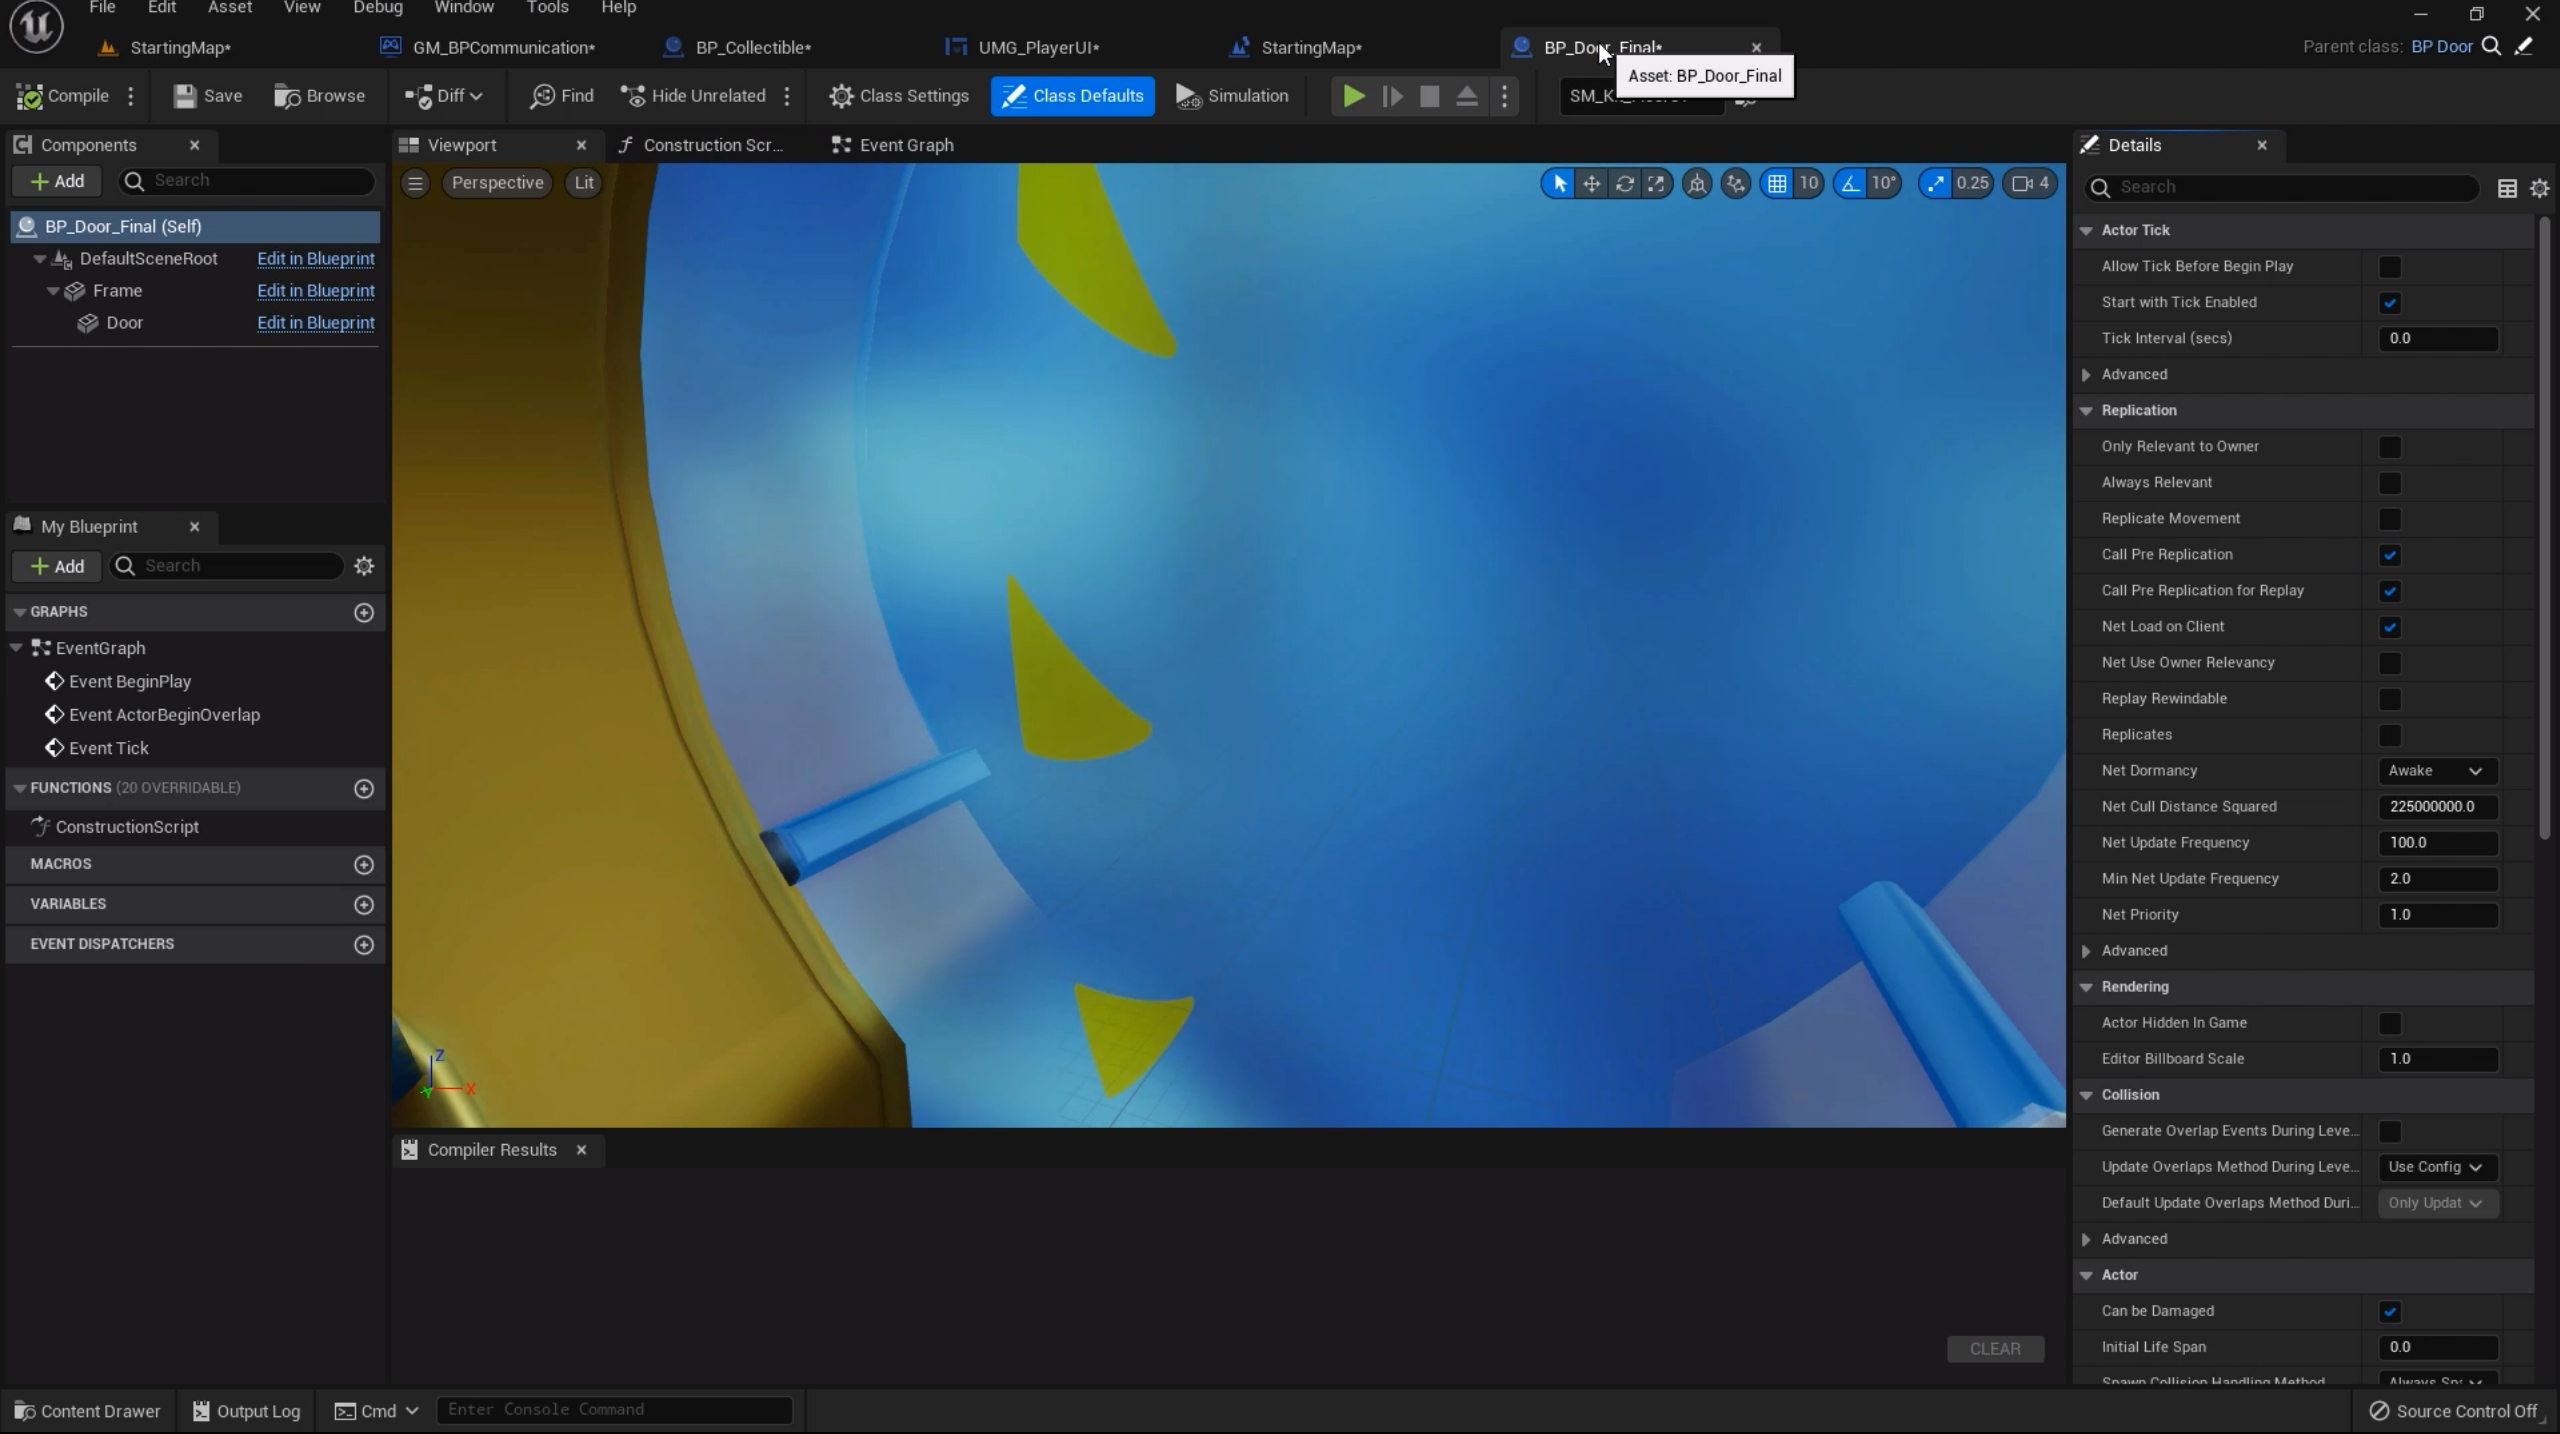 File Edit Asset View Debug Window Tools Help
StartingMap* GM_BPCommunication* BP_Collectible* UMG_PlayerUI* StartingMap* BP_Door_Final*
Parent class: BP Door
Asset: BP_Door_Final
Compile Save Browse Diff Find Hide Unrelated Class Settings Class Defaults Simulation
Components
Add Search
BP_Door_Final (Self)
DefaultSceneRoot Edit in Blueprint
Frame Edit in Blueprint
Door Edit in Blueprint
My Blueprint
Add Search
GRAPHS
EventGraph
Event BeginPlay
Event ActorBeginOverlap
Event Tick
FUNCTIONS (20 OVERRIDABLE)
ConstructionScript
MACROS
VARIABLES
EVENT DISPATCHERS
Viewport Construction Scr... Event Graph
Perspective Lit 10 10° 0.25 4
Z
X
Y
Compiler Results
CLEAR
Details
Search
Actor Tick
Allow Tick Before Begin Play
Start with Tick Enabled
Tick Interval (secs) 0.0
Advanced
Replication
Only Relevant to Owner
Always Relevant
Replicate Movement
Call Pre Replication
Call Pre Replication for Replay
Net Load on Client
Net Use Owner Relevancy
Replay Rewindable
Replicates
Net Dormancy Awake
Net Cull Distance Squared 225000000.0
Net Update Frequency 100.0
Min Net Update Frequency 2.0
Net Priority 1.0
Advanced
Rendering
Actor Hidden In Game
Editor Billboard Scale 1.0
Collision
Generate Overlap Events During Leve...
Update Overlaps Method During Leve... Use Config
Default Update Overlaps Method Duri... Only Updat
Advanced
Actor
Can be Damaged
Initial Life Span 0.0
Spawn Collision Handling Method
Content Drawer Output Log Cmd Enter Console Command Source Control Off